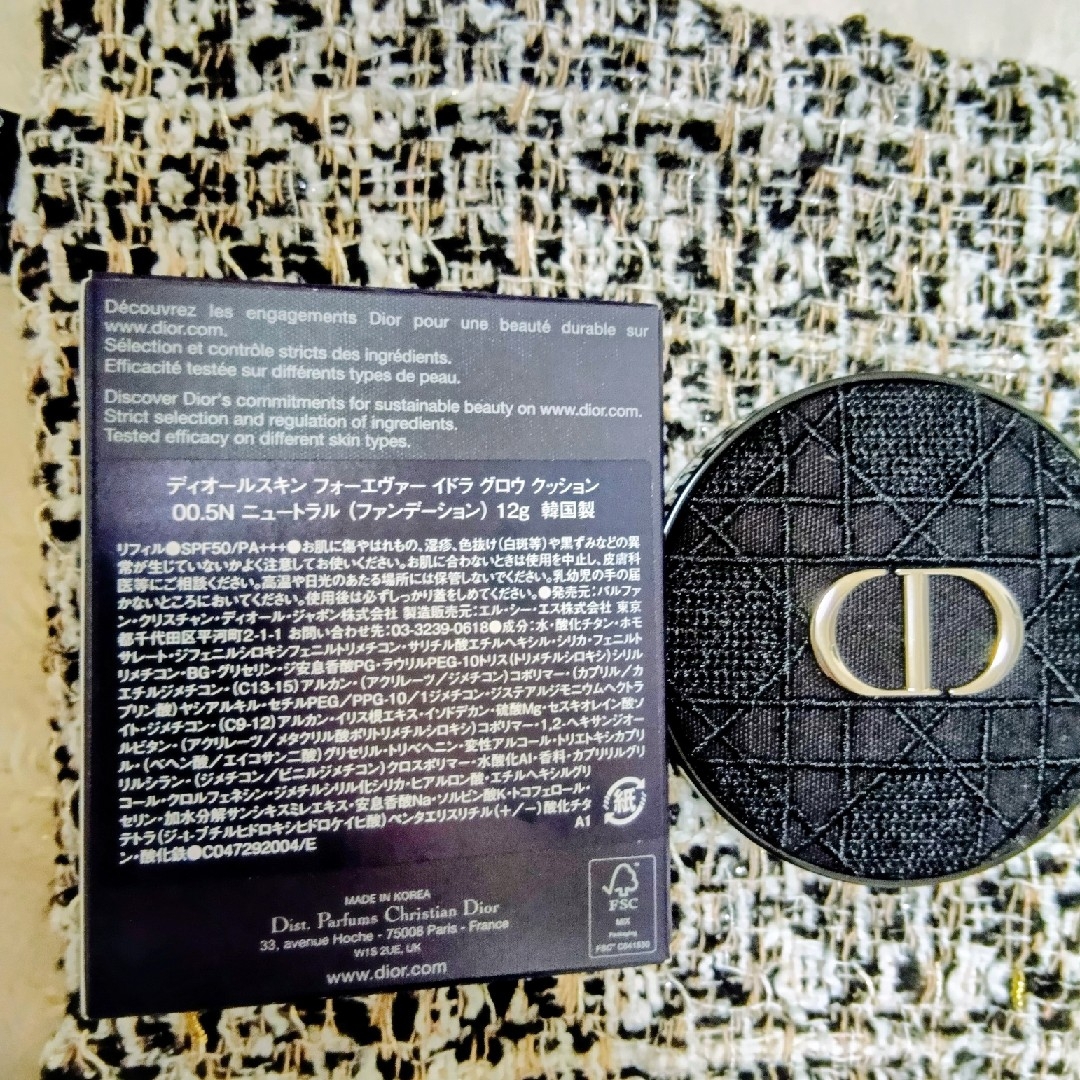 Découvrez les engagements Dior pour une beauté durable sur
www.dior.com.
Sélection et contrôle stricts des ingrédients.
Efficacité testée sur différents types de peau.
Discover Dior's commitments for sustainable beauty on www.dior.com.
Strict selection and regulation of ingredients.
Tested efficacy on different skin types.
ディオールスキン フォーエヴァー イドラ グロウ クッション
00.5N ニュートラル (ファンデーション) 12g 韓国製
リフィル●SPF50/PA+++●お肌に傷やはれもの、湿疹、色抜け(白斑等)や黒ずみなどの異
常が生じていないかよく注意してお使いください。お肌に合わないときは使用を中止し、皮膚科
医等にご相談ください。高温や日光のあたる場所には保管しないでください。乳幼児の手の届
かないところにおいてください。使用後は必ずしっかり蓋をしめてください。●発売元:パルファ
ン・クリスチャン・ディオール・ジャポン株式会社 製造販売元:エル・シー・エス株式会社 東京
都千代田区平河町2-1-1 お問い合わせ先:03-3239-0618●成分:水・酸化チタン・ホモ
サレート・ジフェニルシロキシフェニルトリメチコン・サリチル酸エチルヘキシル・シリカ・フェニルト
リメチコン・BG・グリセリン・ジ安息香酸PG・ラウリルPEG-10トリス(トリメチルシロキシ)シリル
エチルジメチコン・(C13-15)アルカン・(アクリレーツ/ジメチコン)コポリマー・(カプリル/カ
プリン酸)ヤシアルキル・セチルPEG/PPG-10/1ジメチコン・ジステアルジモニウムヘクトラ
イト・ジメチコン・(C9-12)アルカン・イリス根エキス・イソドデカン・硫酸Mg・セスキオレイン酸ソ
ルビタン・(アクリレーツ/メタクリル酸ポリトリメチルシロキシ)コポリマー・1,2-ヘキサンジオー
ル・(ベヘン酸/エイコサン二酸)グリセリル・トリベヘニン・変性アルコール・トリエトキシカプリ
リルシラン・(ジメチコン/ビニルジメチコン)クロスポリマー・水酸化Al・香料・カプリリルグリ
コール・クロルフェネシン・ジメチルシリル化シリカ・ヒアルロン酸・エチルヘキシルグリ
セリン・加水分解サンシキスミレエキス・安息香酸Na・ソルビン酸K・トコフェロール・
テトラ(ジ-t-ブチルヒドロキシヒドロケイヒ酸)ペンタエリスリチル(+/-)酸化チタ
ン・酸化鉄●C047292004/E
紙
A1
MADE IN KOREA
Dist. Parfums Christian Dior
33, avenue Hoche - 75008 Paris - France
W1S 2UE, UK
www.dior.com
FSC
MIX
Packaging
CD